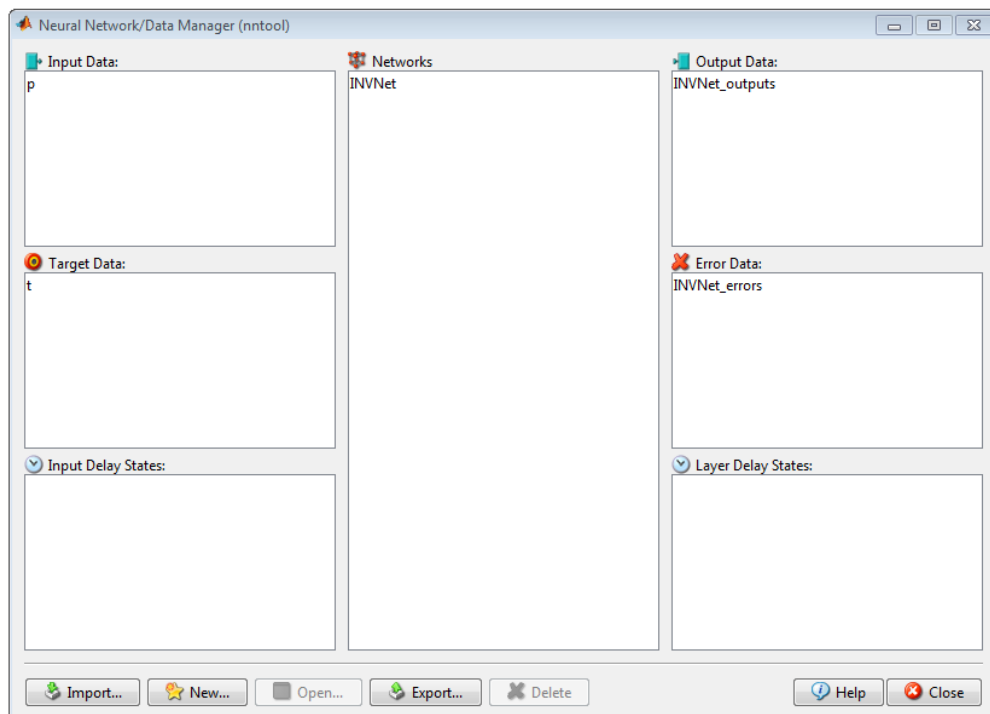 Neural Network/Data Manager (nntool)
Input Data:
p
Networks
INVNet
Output Data:
INVNet_outputs
Target Data:
t
Error Data:
INVNet_errors
Input Delay States:
Layer Delay States:
Import...
New...
Open...
Export...
Delete
Help
Close